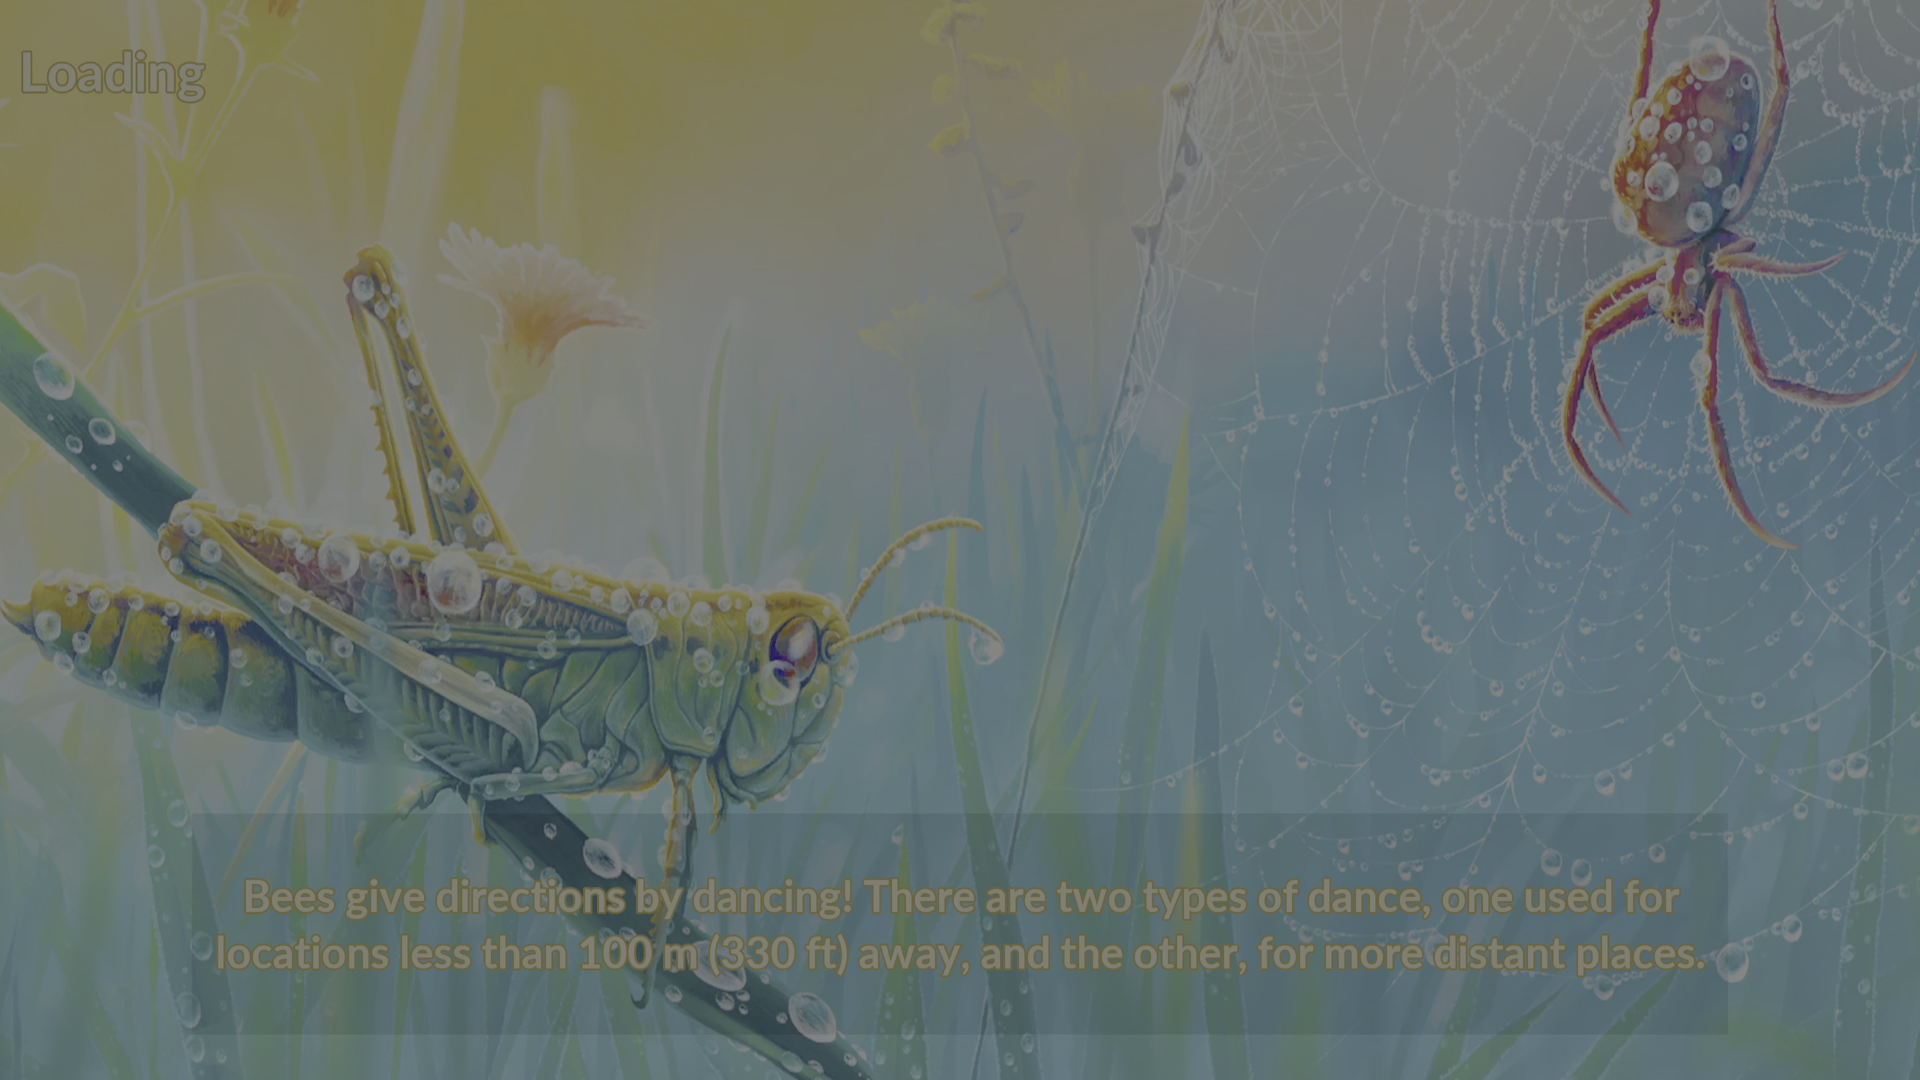 Loading
Bees give directions by dancing! There are two types of dance, one used for
locations less than 100 m (330 ft) away, and the other, for more distant places.